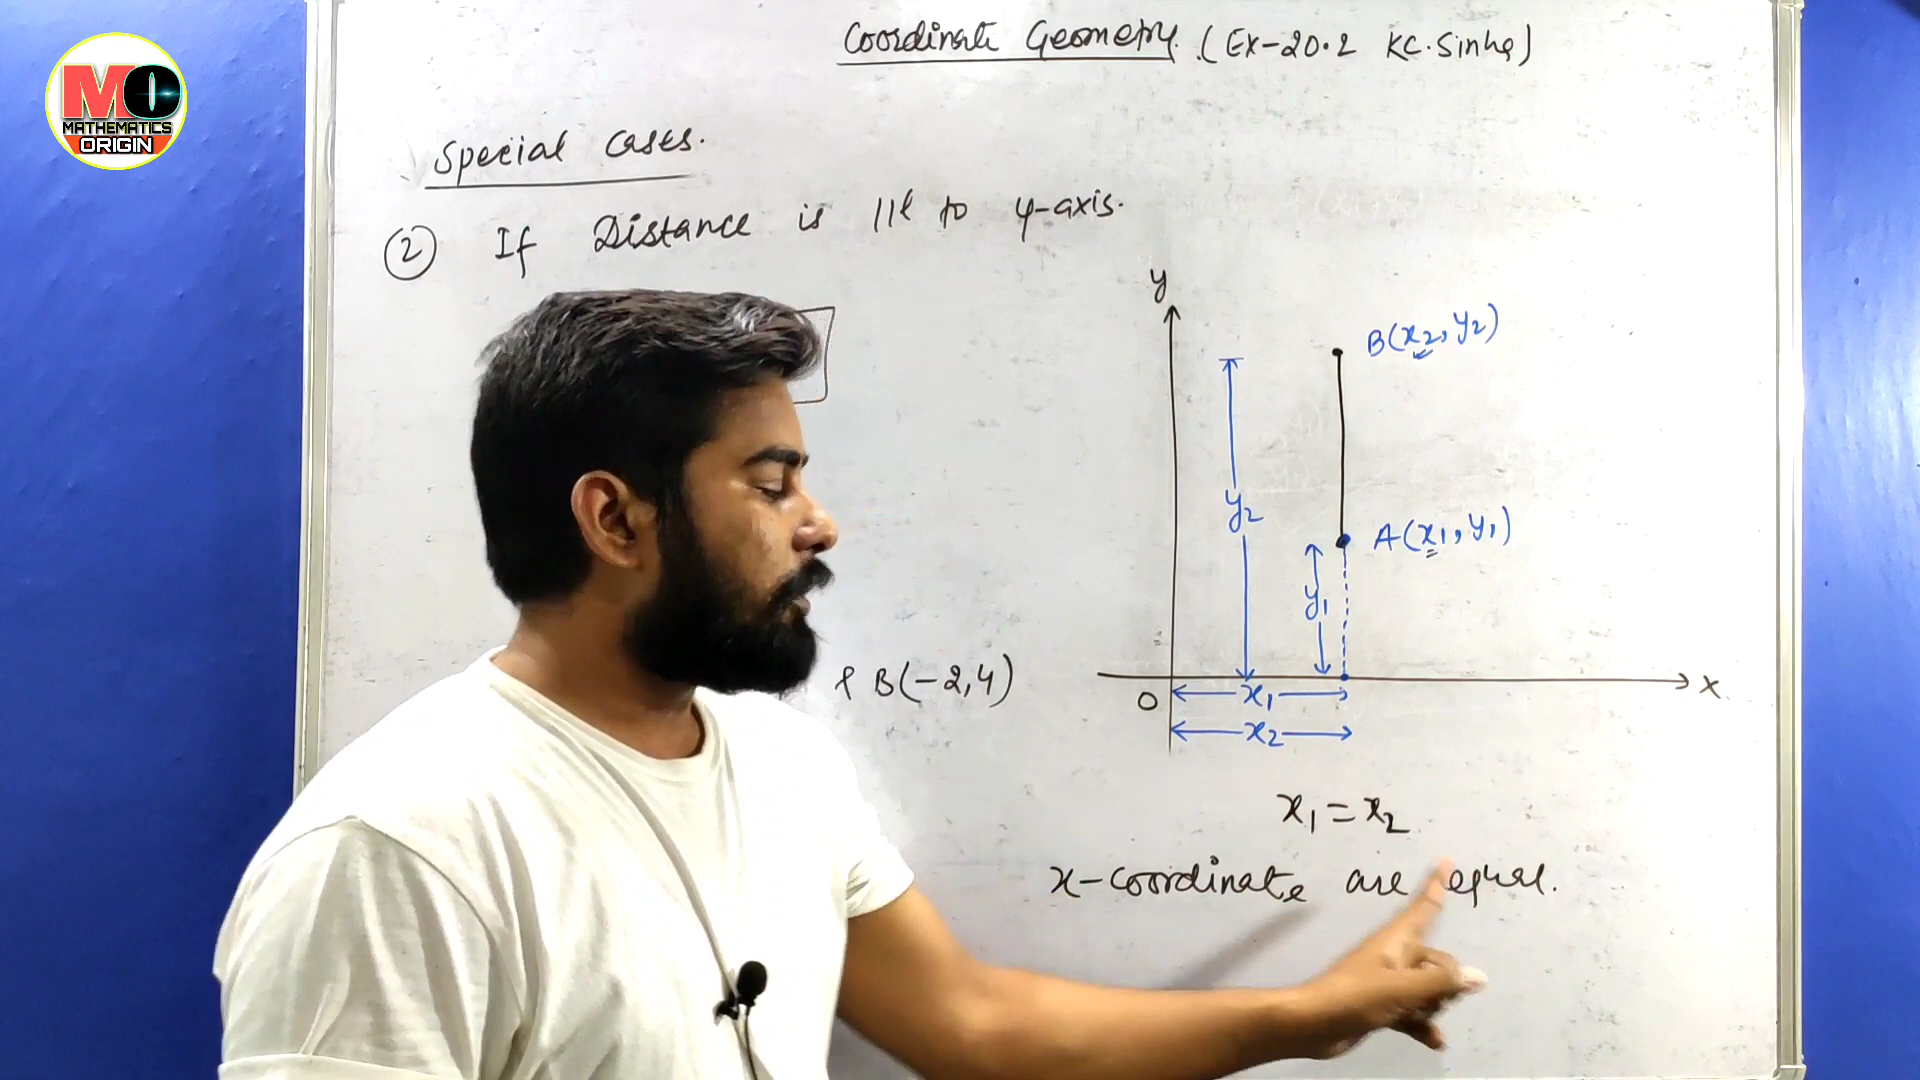 MO
MATHEMATICS
ORIGIN
Coordinate Geometry. (Ex-20.2 KC.Sinha)
Special cases.
② If Distance is 11l to y-axis.
y
B(x2, y2)
y2
A(x1, y1)
y1
& B(-2,4)
O
x1
X
x2
x1 = x2
x-coordinate are equal.